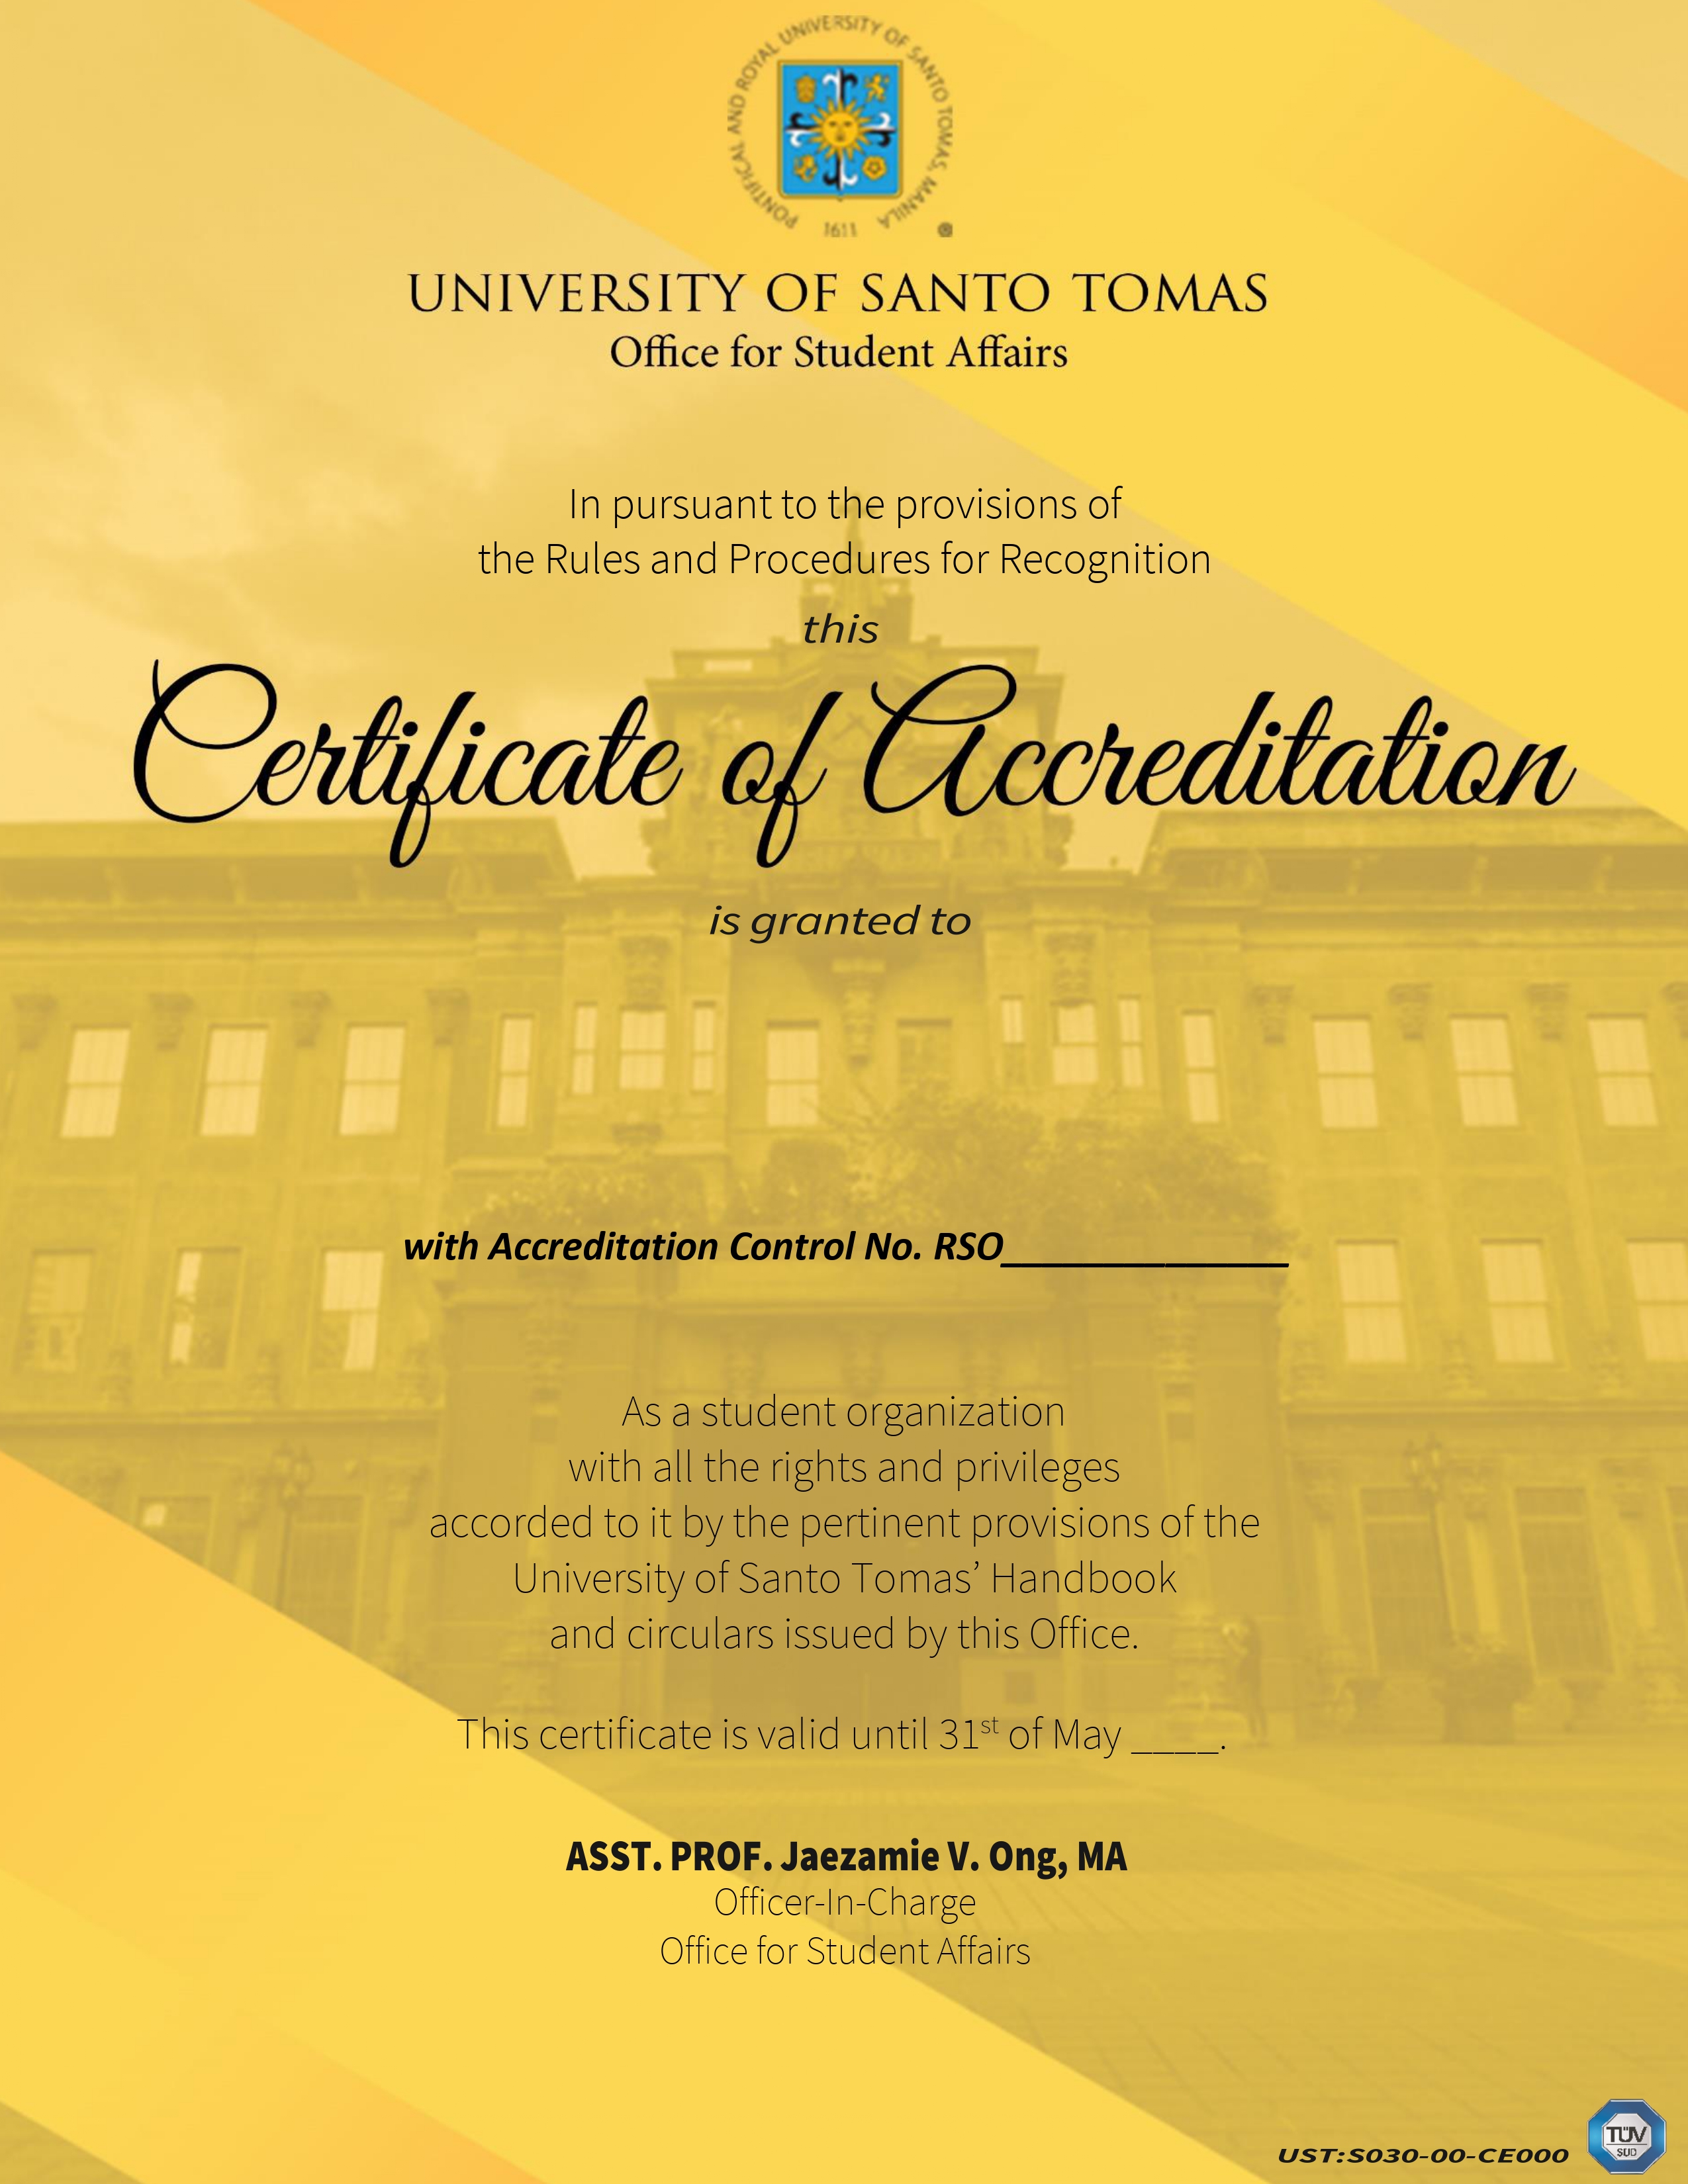 PONTIFICAL AND ROYAL UNIVERSITY OF SANTO TOMAS, MANILA
1611
UNIVERSITY OF SANTO TOMAS
Office for Student Affairs
In pursuant to the provisions of
the Rules and Procedures for Recognition
this
Certificate of Accreditation
is granted to
with Accreditation Control No. RSO______________
As a student organization
with all the rights and privileges
accorded to it by the pertinent provisions of the
University of Santo Tomas’ Handbook
and circulars issued by this Office.
This certificate is valid until 31st of May ____.
ASST. PROF. Jaezamie V. Ong, MA
Officer-In-Charge
Office for Student Affairs
UST:S030-00-CE000
TÜV
SÜD